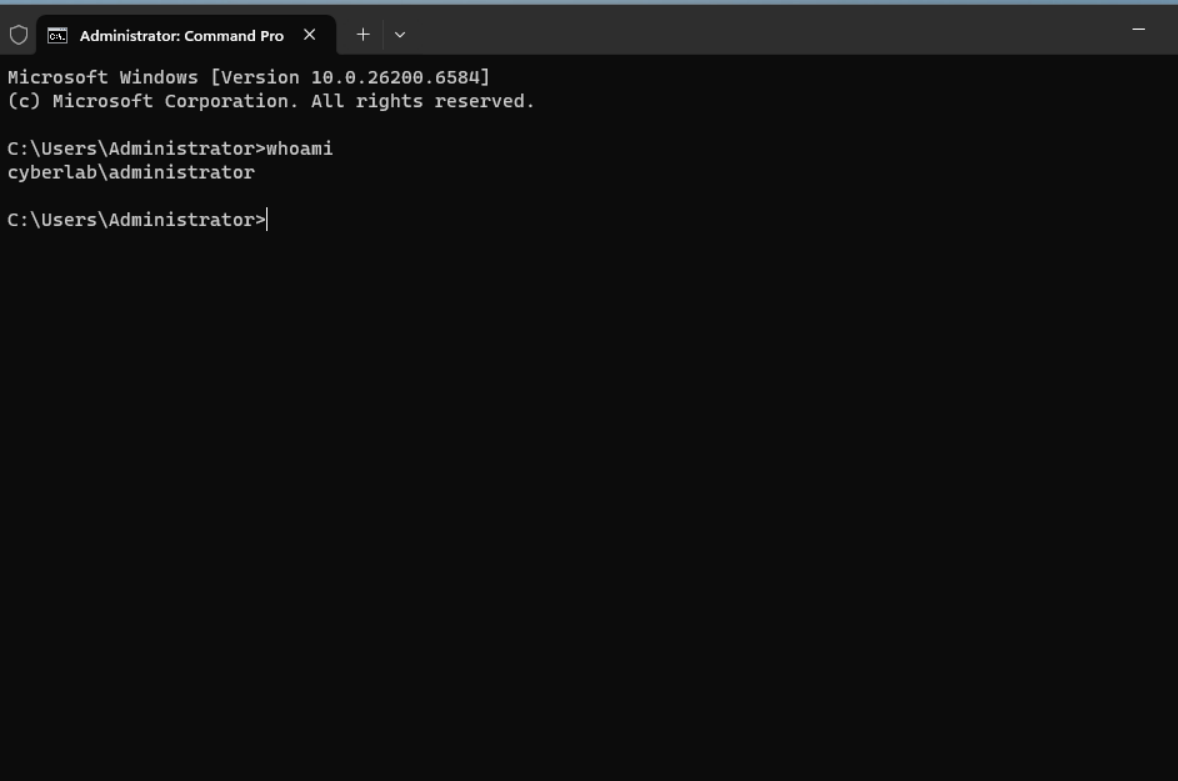 Administrator: Command Pro
Microsoft Windows [Version 10.0.26200.6584]
(c) Microsoft Corporation. All rights reserved.
C:\Users\Administrator>whoami
cyberlab\administrator
C:\Users\Administrator>